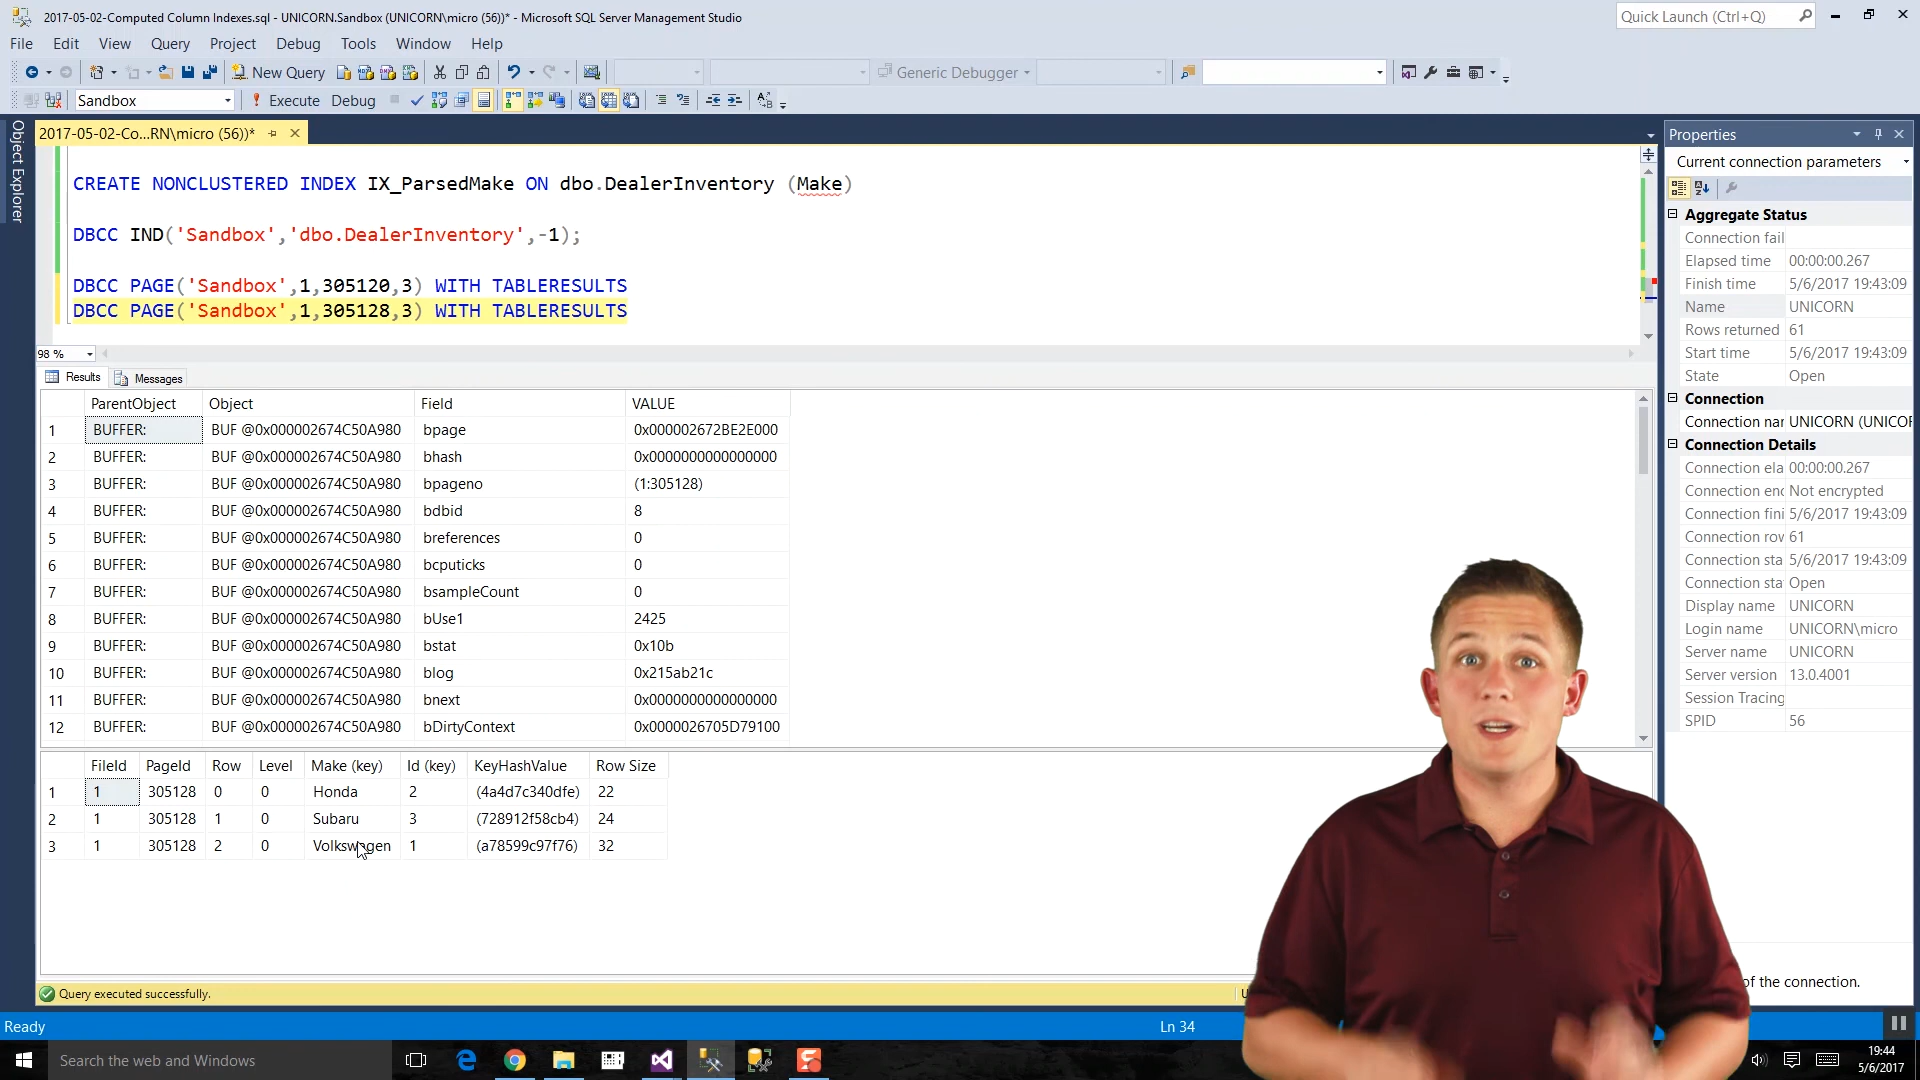 2017-05-02-Computed Column Indexes.sql - UNICORN.Sandbox (UNICORN\micro (56))* - Microsoft SQL Server Management Studio
Quick Launch (Ctrl+Q)
File Edit View Query Project Debug Tools Window Help
New Query
Generic Debugger
Sandbox
Execute
Debug
Object Explorer
2017-05-02-Co...RN\micro (56))*
CREATE NONCLUSTERED INDEX IX_ParsedMake ON dbo.DealerInventory (Make)
DBCC IND('Sandbox','dbo.DealerInventory',-1);
DBCC PAGE('Sandbox',1,305120,3) WITH TABLERESULTS
DBCC PAGE('Sandbox',1,305128,3) WITH TABLERESULTS
98 %
Results Messages
ParentObject Object Field VALUE
1 BUFFER: BUF @0x000002674C50A980 bpage 0x000002672BE2E000
2 BUFFER: BUF @0x000002674C50A980 bhash 0x0000000000000000
3 BUFFER: BUF @0x000002674C50A980 bpageno (1:305128)
4 BUFFER: BUF @0x000002674C50A980 bdbid 8
5 BUFFER: BUF @0x000002674C50A980 breferences 0
6 BUFFER: BUF @0x000002674C50A980 bcputicks 0
7 BUFFER: BUF @0x000002674C50A980 bsampleCount 0
8 BUFFER: BUF @0x000002674C50A980 bUse1 2425
9 BUFFER: BUF @0x000002674C50A980 bstat 0x10b
10 BUFFER: BUF @0x000002674C50A980 blog 0x215ab21c
11 BUFFER: BUF @0x000002674C50A980 bnext 0x0000000000000000
12 BUFFER: BUF @0x000002674C50A980 bDirtyContext 0x0000026705D79100
FileId PageId Row Level Make (key) Id (key) KeyHashValue Row Size
1 1 305128 0 0 Honda 2 (4a4d7c340dfe) 22
2 1 305128 1 0 Subaru 3 (728912f58cb4) 24
3 1 305128 2 0 Volkswagen 1 (a78599c97f76) 32
Query executed successfully.
Properties
Current connection parameters
Aggregate Status
Connection fail
Elapsed time 00:00:00.267
Finish time 5/6/2017 19:43:09
Name UNICORN
Rows returned 61
Start time 5/6/2017 19:43:09
State Open
Connection
Connection nar UNICORN (UNICOR
Connection Details
Connection ela 00:00:00.267
Connection enc Not encrypted
Connection fini 5/6/2017 19:43:09
Connection rov 61
Connection sta 5/6/2017 19:43:09
Connection sta Open
Display name UNICORN
Login name UNICORN\micro
Server name UNICORN
Server version 13.0.4001
Session Tracing
SPID 56
of the connection.
Ready
Ln 34
Search the web and Windows
19:44
5/6/2017